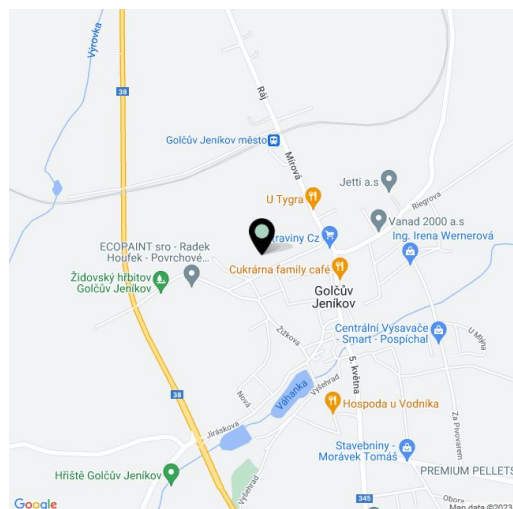 Výrovka
38
Ráj
Golčův Jeníkov město
Mírová
Jetti a.s
U Tygra
Riegrova
Vanad 2000 a.s
traviny Cz
Ing. Irena Wernerová
ECOPAINT sro - Radek
Houfek - Povrchové...
Cukrárna family café
Židovský hřbitov
Golčův Jeníkov
Golčův
Jeníkov
Žižkova
Centrální Vysavače
- Smart - Pospíchal
U Mlýna
5. května
38
Nová
Váhanka
Vyšehrad
Hospoda u Vodníka
Jiráskova
Za Pivovarem
Stavebniny -
Morávek Tomáš
Hřiště Golčův Jeníkov
PREMIUM PELLETS
Vyšehrad
345
Obora
Google
Map data ©2023